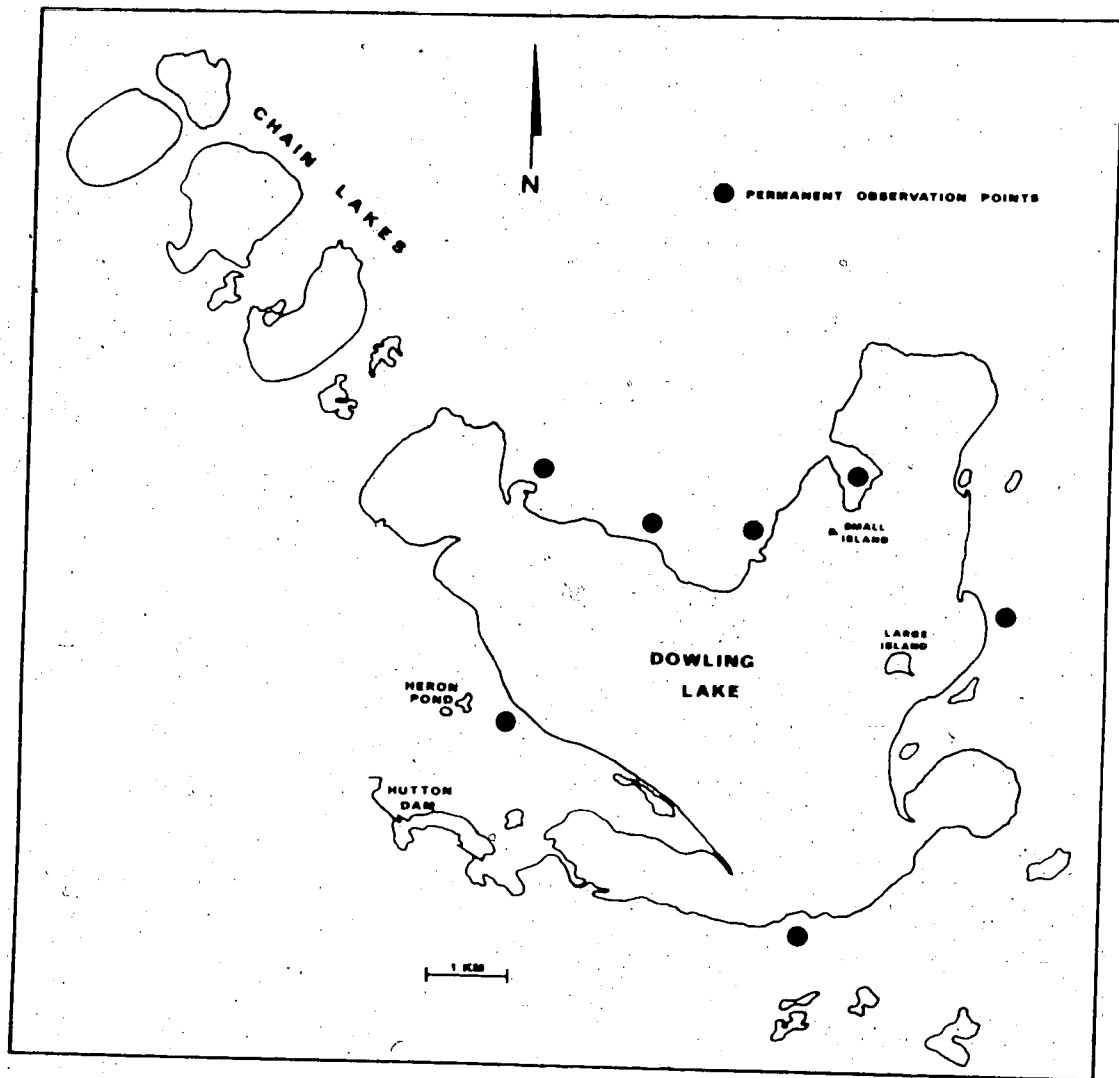 CHAIN LAKES
N
PERMANENT OBSERVATION POINTS
SMALL
ISLAND
LARGE
ISLAND
DOWLING
LAKE
HERON
POND
HUTTON
DAM
1 KM